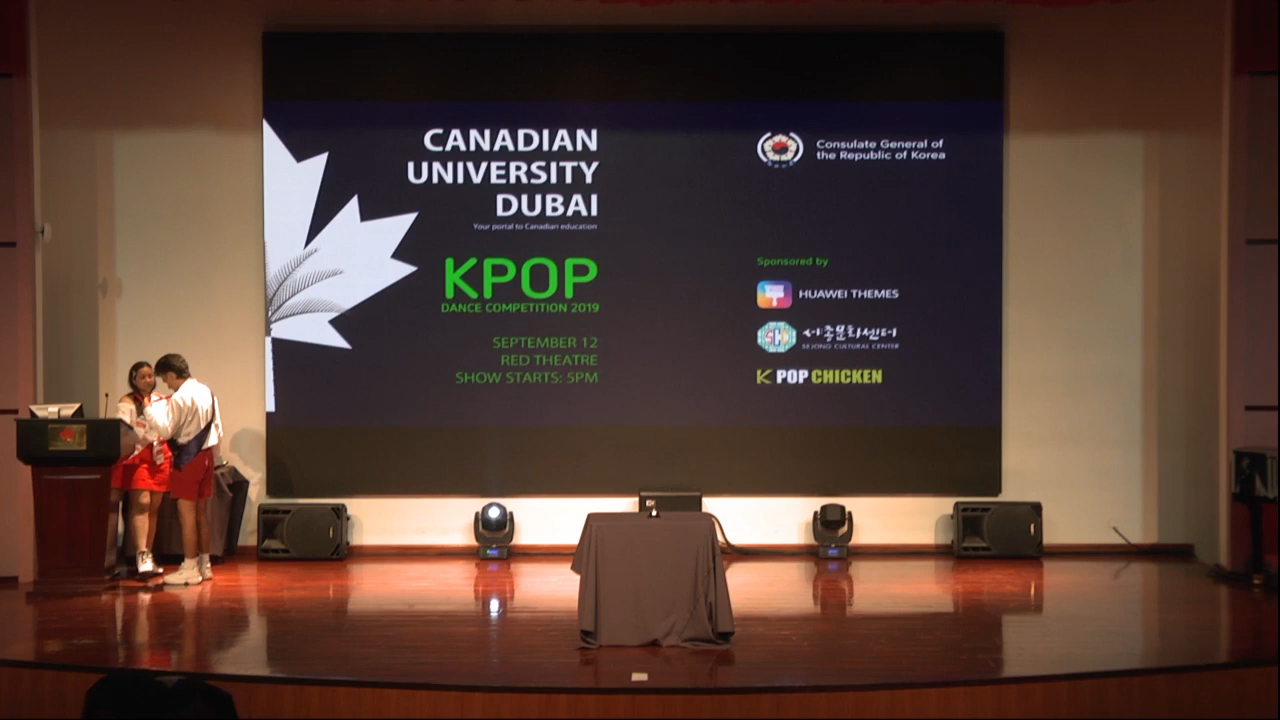 CANADIAN
UNIVERSITY
DUBAI
Your portal to Canadian education
KPOP
DANCE COMPETITION 2019
SEPTEMBER 12
RED THEATRE
SHOW STARTS: 5PM
Consulate General of
the Republic of Korea
Sponsored by
HUAWEI THEMES
SHS
세종문화센터
SEJONG CULTURAL CENTER
K POP CHICKEN